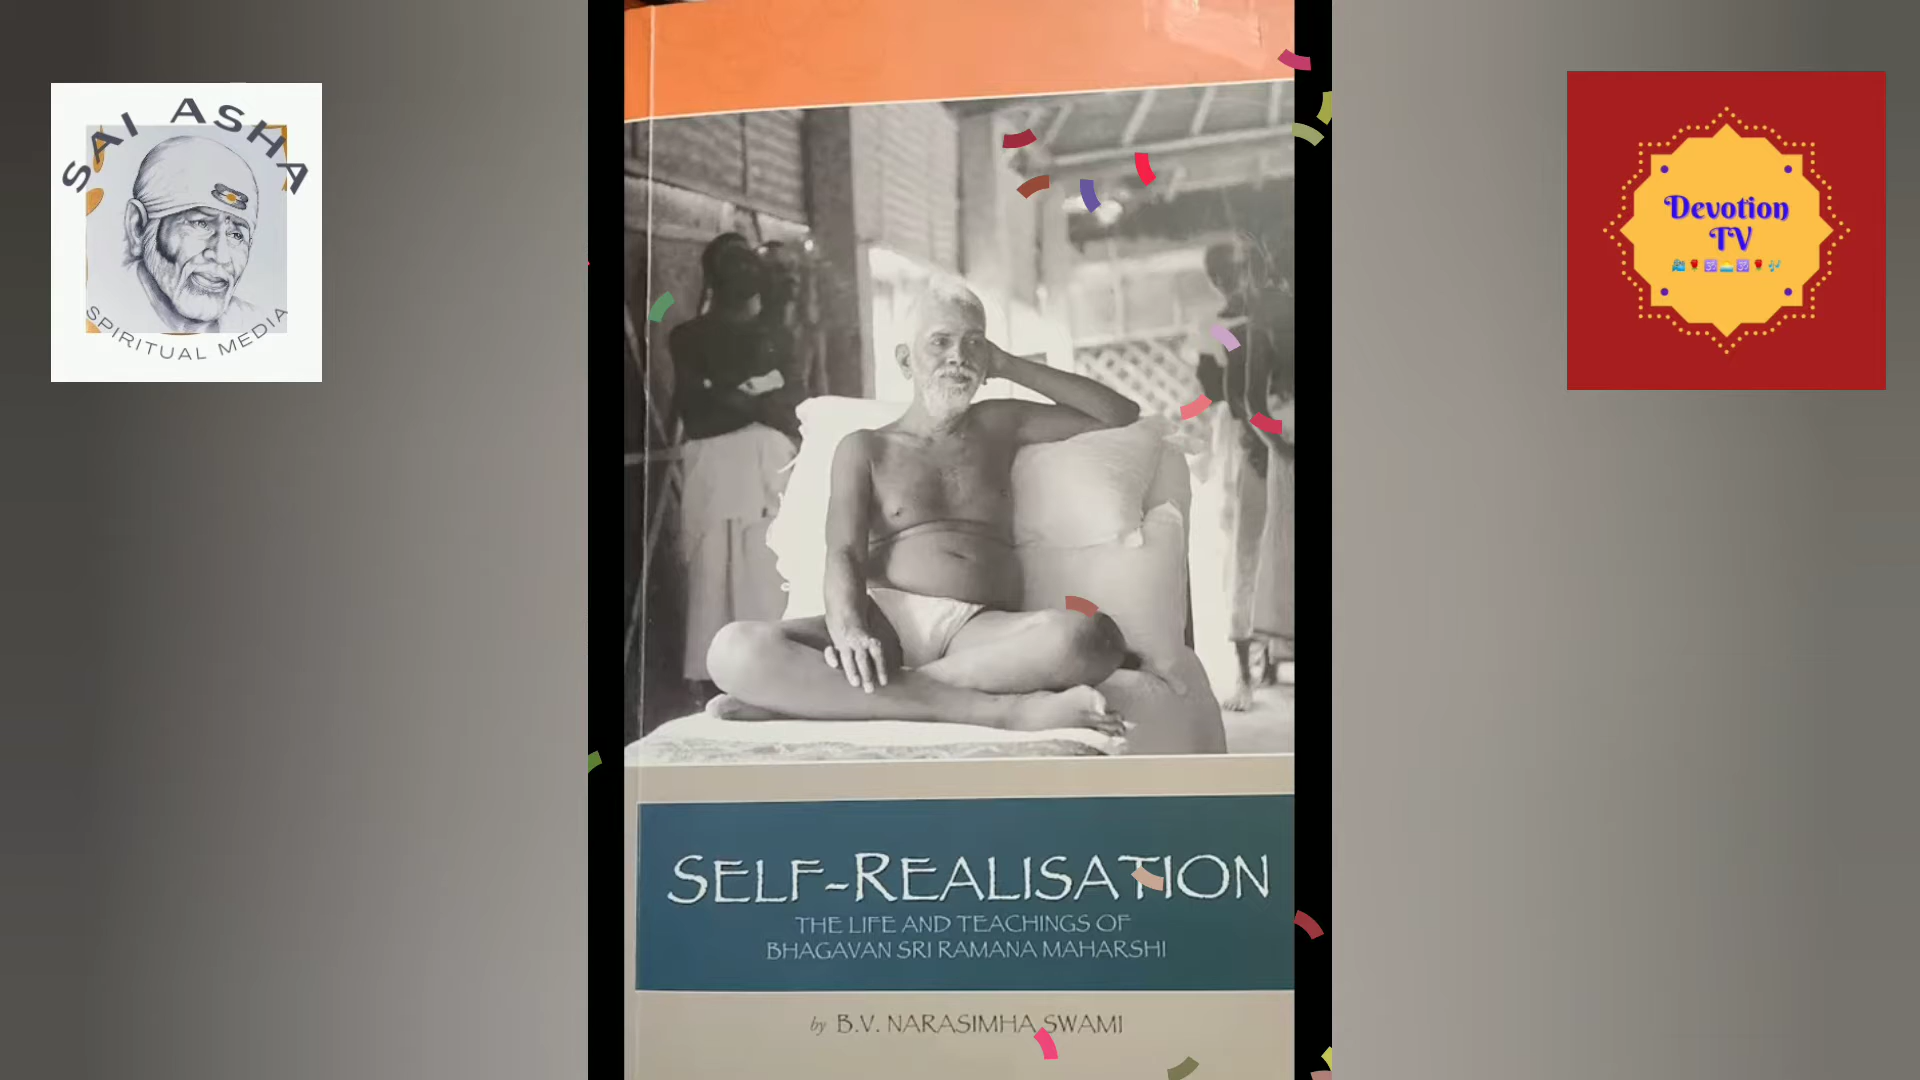 SAI ASHA
SPIRITUAL MEDIA
Devotion
TV
SELF-REALISATION
THE LIFE AND TEACHINGS OF
BHAGAVAN SRI RAMANA MAHARSHI
by B.V. NARASIMHA SWAMI